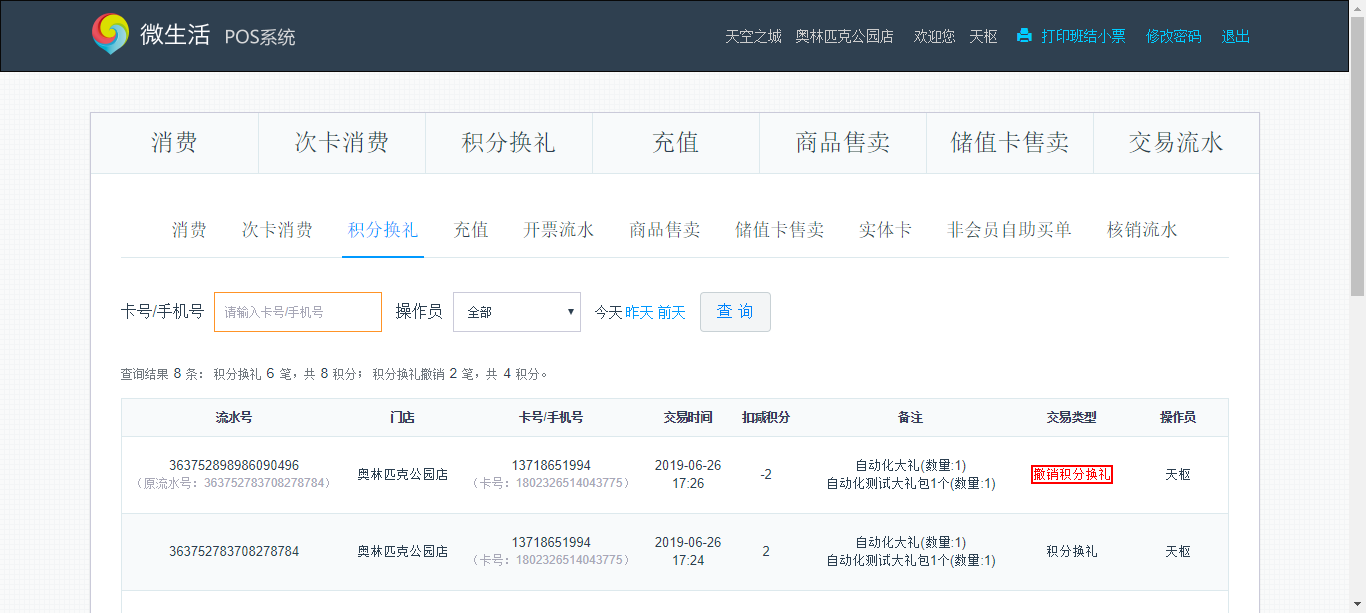 微生活 POS系统 天空之城 奥林匹克公园店 欢迎您 天枢 打印班结小票 修改密码 退出
消费 次卡消费 积分换礼 充值 商品售卖 储值卡售卖 交易流水
消费 次卡消费 积分换礼 充值 开票流水 商品售卖 储值卡售卖 实体卡 非会员自助买单 核销流水
卡号/手机号 请输入卡号/手机号 操作员 全部 今天 昨天 前天 查 询
查询结果 8 条： 积分换礼 6 笔，共 8 积分； 积分换礼撤销 2 笔，共 4 积分。
流水号 门店 卡号/手机号 交易时间 扣减积分 备注 交易类型 操作员
363752898986090496 奥林匹克公园店 13718651994 2019-06-26 -2 自动化大礼(数量:1) 撤销积分换礼 天枢
（原流水号：363752783708278784） （卡号：1802326514043775） 17:26 自动化测试大礼包1个(数量:1)
363752783708278784 奥林匹克公园店 13718651994 2019-06-26 2 自动化大礼(数量:1) 积分换礼 天枢
（卡号：1802326514043775） 17:24 自动化测试大礼包1个(数量:1)